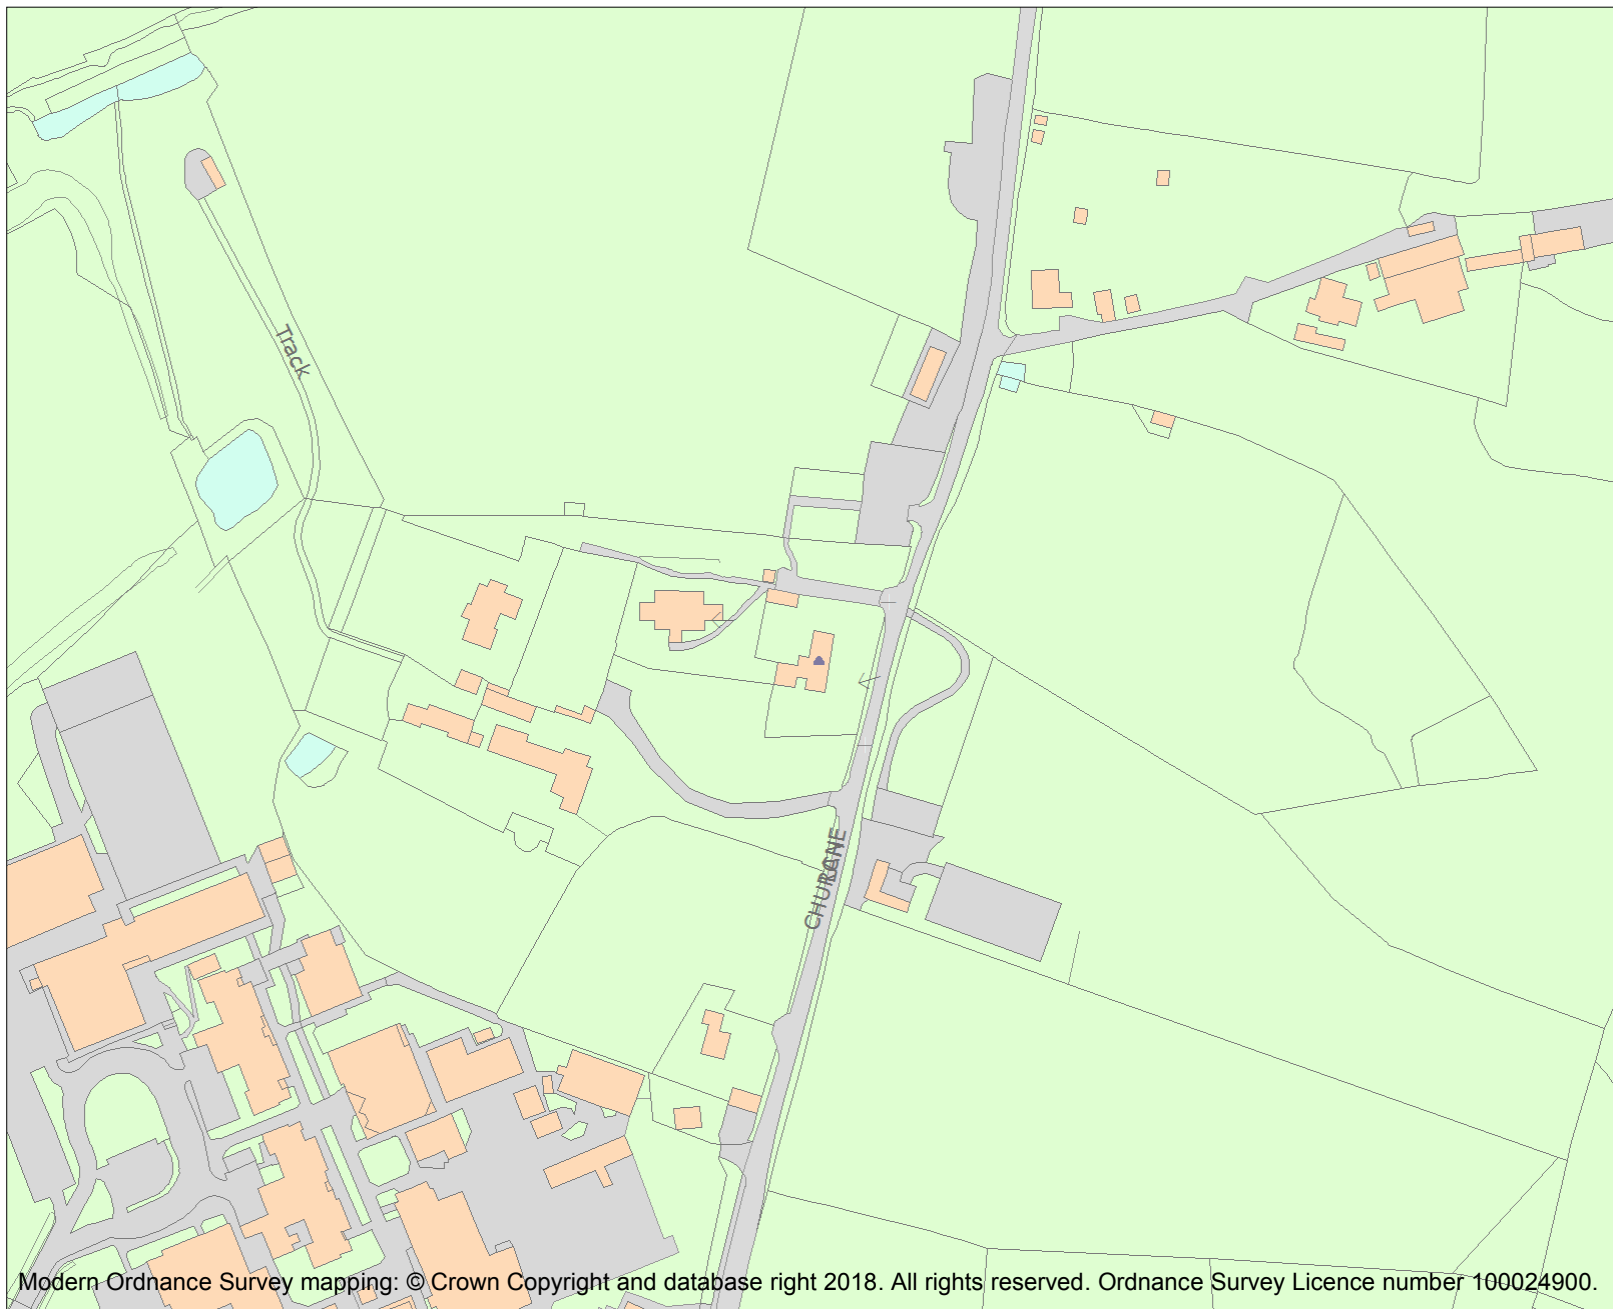 Track
CHURCH
LANE
Modern Ordnance Survey mapping: © Crown Copyright and database right 2018. All rights reserved. Ordnance Survey Licence number 100024900.